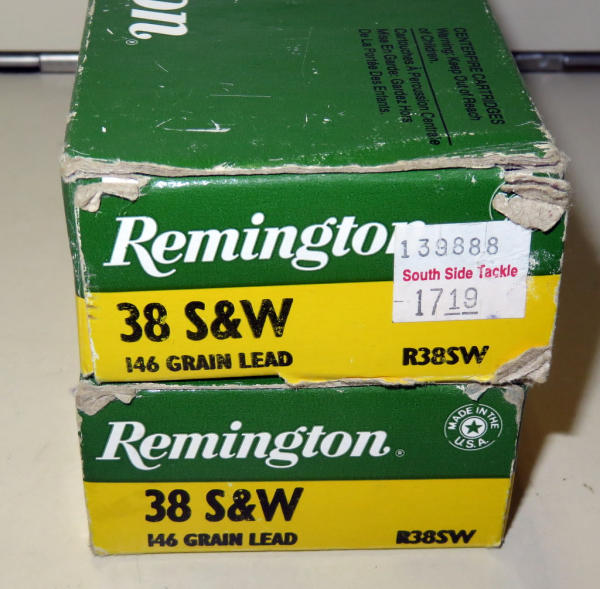 on®
CENTERFIRE CARTRIDGES
Warning: Keep Out of Reach
of Children.
Cartouches À Percussion Centrale
Mise En Garde: Gardez Hors
De La Portée Des Enfants.
Remington
139888
South Side Tackle
1719
38 S&W
146 GRAIN LEAD
R38SW
Remington®
MADE IN THE
U.S.A.
38 S&W
146 GRAIN LEAD
R38SW